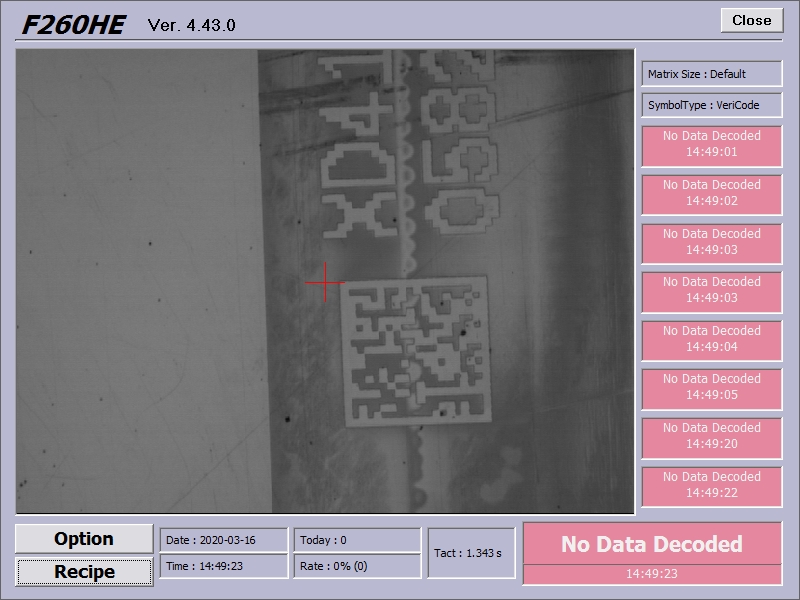 F260HE Ver. 4.43.0
Close
Matrix Size : Default
SymbolType : VeriCode
No Data Decoded
14:49:01
No Data Decoded
14:49:02
No Data Decoded
14:49:03
No Data Decoded
14:49:03
No Data Decoded
14:49:04
No Data Decoded
14:49:05
No Data Decoded
14:49:20
No Data Decoded
14:49:22
Option
Recipe
Date : 2020-03-16
Time : 14:49:23
Today : 0
Rate : 0% (0)
Tact : 1.343 s
No Data Decoded
14:49:23